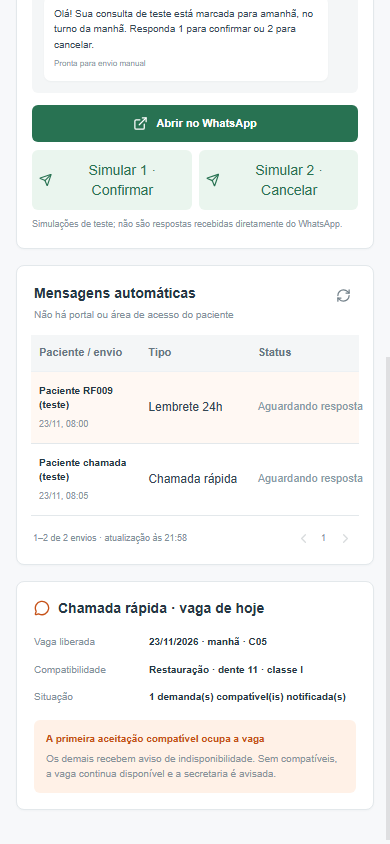 Olá! Sua consulta de teste está marcada para amanhã, no
turno da manhã. Responda 1 para confirmar ou 2 para
cancelar.
Pronta para envio manual
Abrir no WhatsApp
Simular 1 ·
Confirmar
Simular 2 ·
Cancelar
Simulações de teste; não são respostas recebidas diretamente do WhatsApp.
Mensagens automáticas
Não há portal ou área de acesso do paciente
Paciente / envio Tipo Status
Paciente RF009
(teste)
23/11, 08:00
Lembrete 24h
Aguardando resposta
Paciente chamada
(teste)
23/11, 08:05
Chamada rápida
Aguardando resposta
1–2 de 2 envios · atualização às 21:58
1
Chamada rápida · vaga de hoje
Vaga liberada 23/11/2026 · manhã · C05
Compatibilidade Restauração · dente 11 · classe I
Situação 1 demanda(s) compatível(is) notificada(s)
A primeira aceitação compatível ocupa a vaga
Os demais recebem aviso de indisponibilidade. Sem compatíveis,
a vaga continua disponível e a secretaria é avisada.